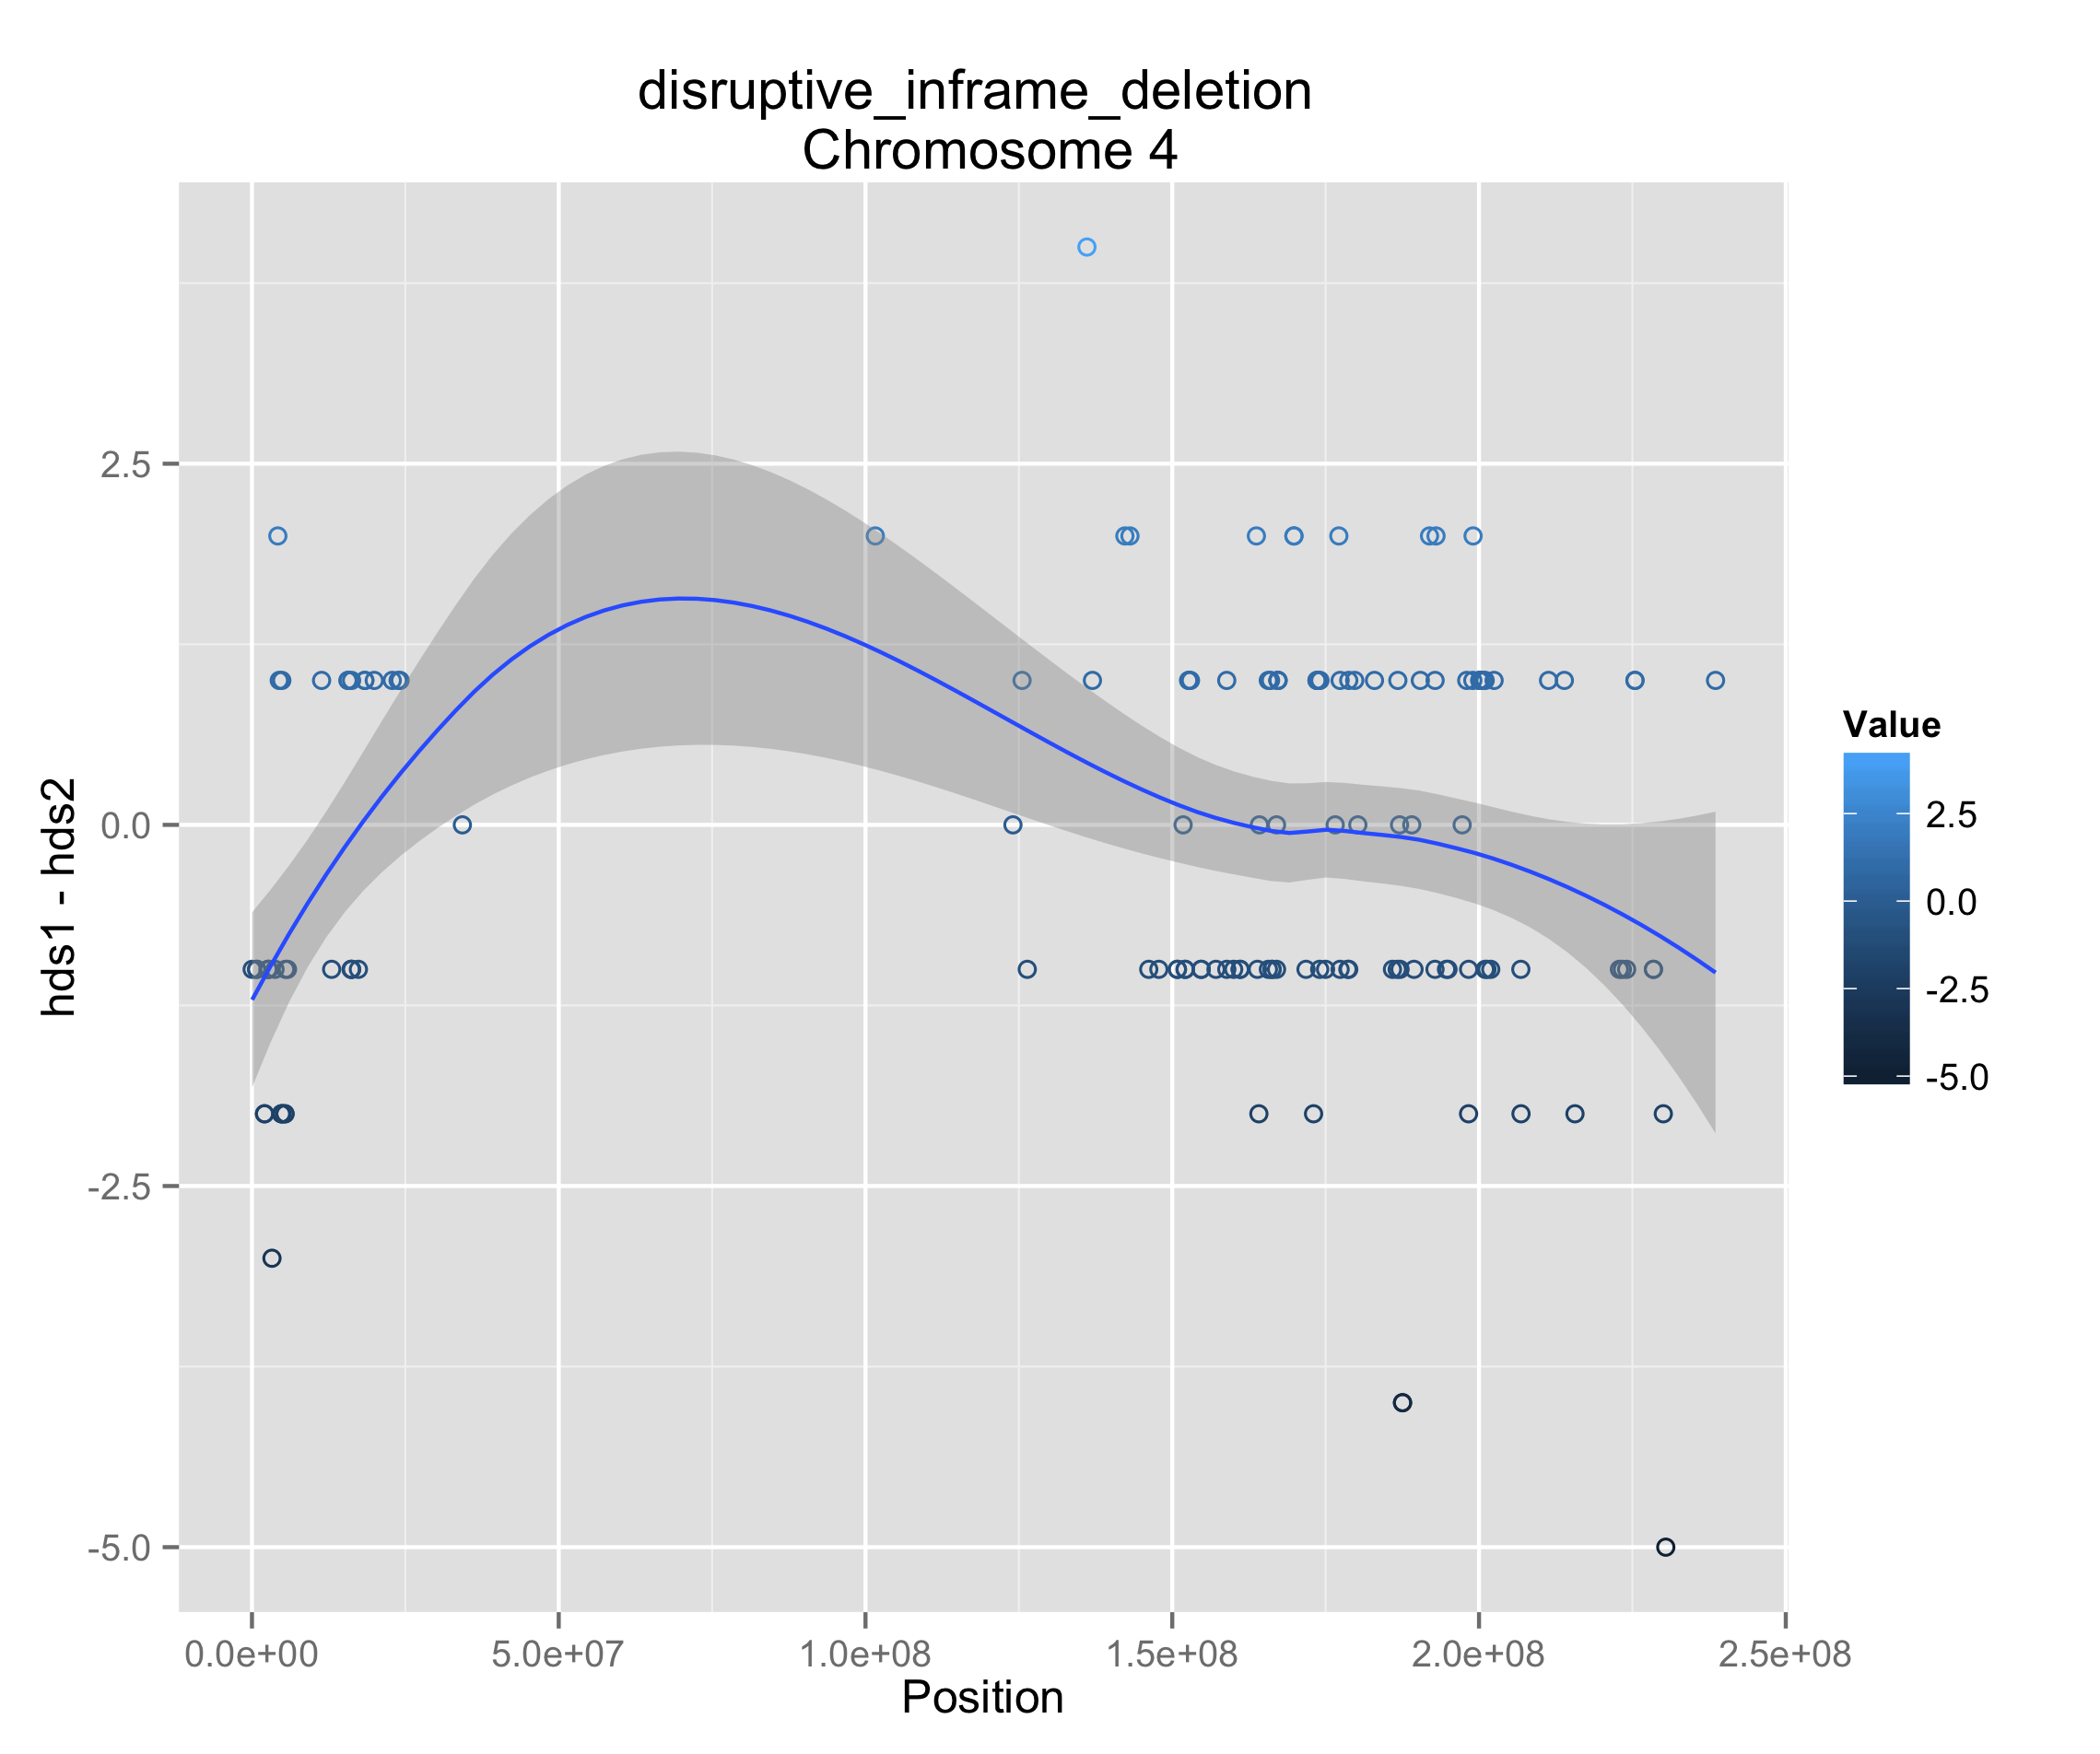 disruptive_inframe_deletion
Chromosome 4
hds1 - hds2
2.5
0.0
-2.5
-5.0
0.0e+00
5.0e+07
1.0e+08
1.5e+08
2.0e+08
2.5e+08
Position
Value
2.5
0.0
-2.5
-5.0